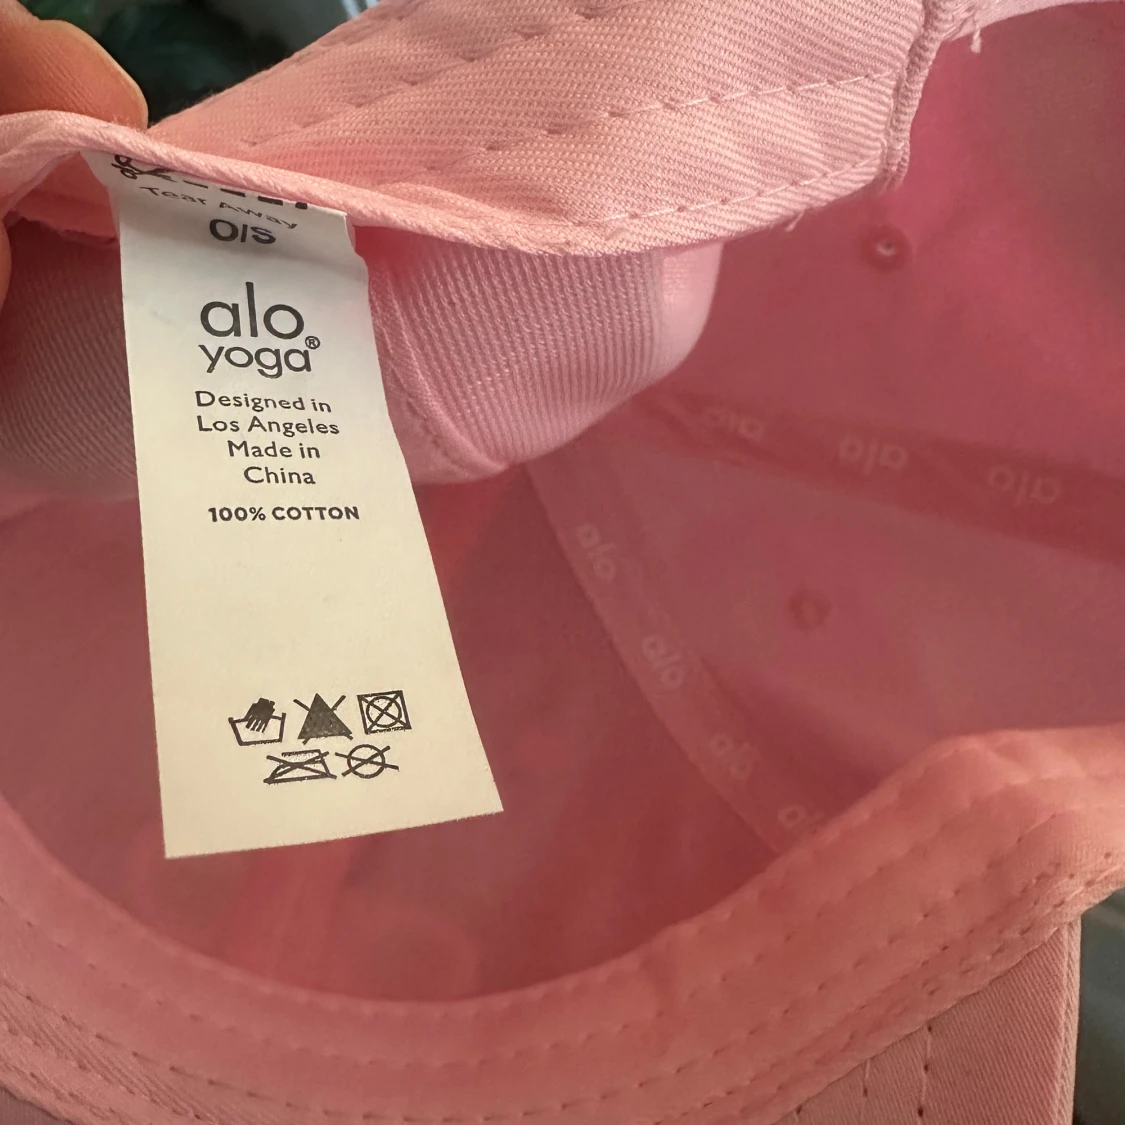 Tear Away
O/S
alo
yoga®
Designed in
Los Angeles
Made in
China
100% COTTON
alo
alo
alo
alo
alo
alo
alo